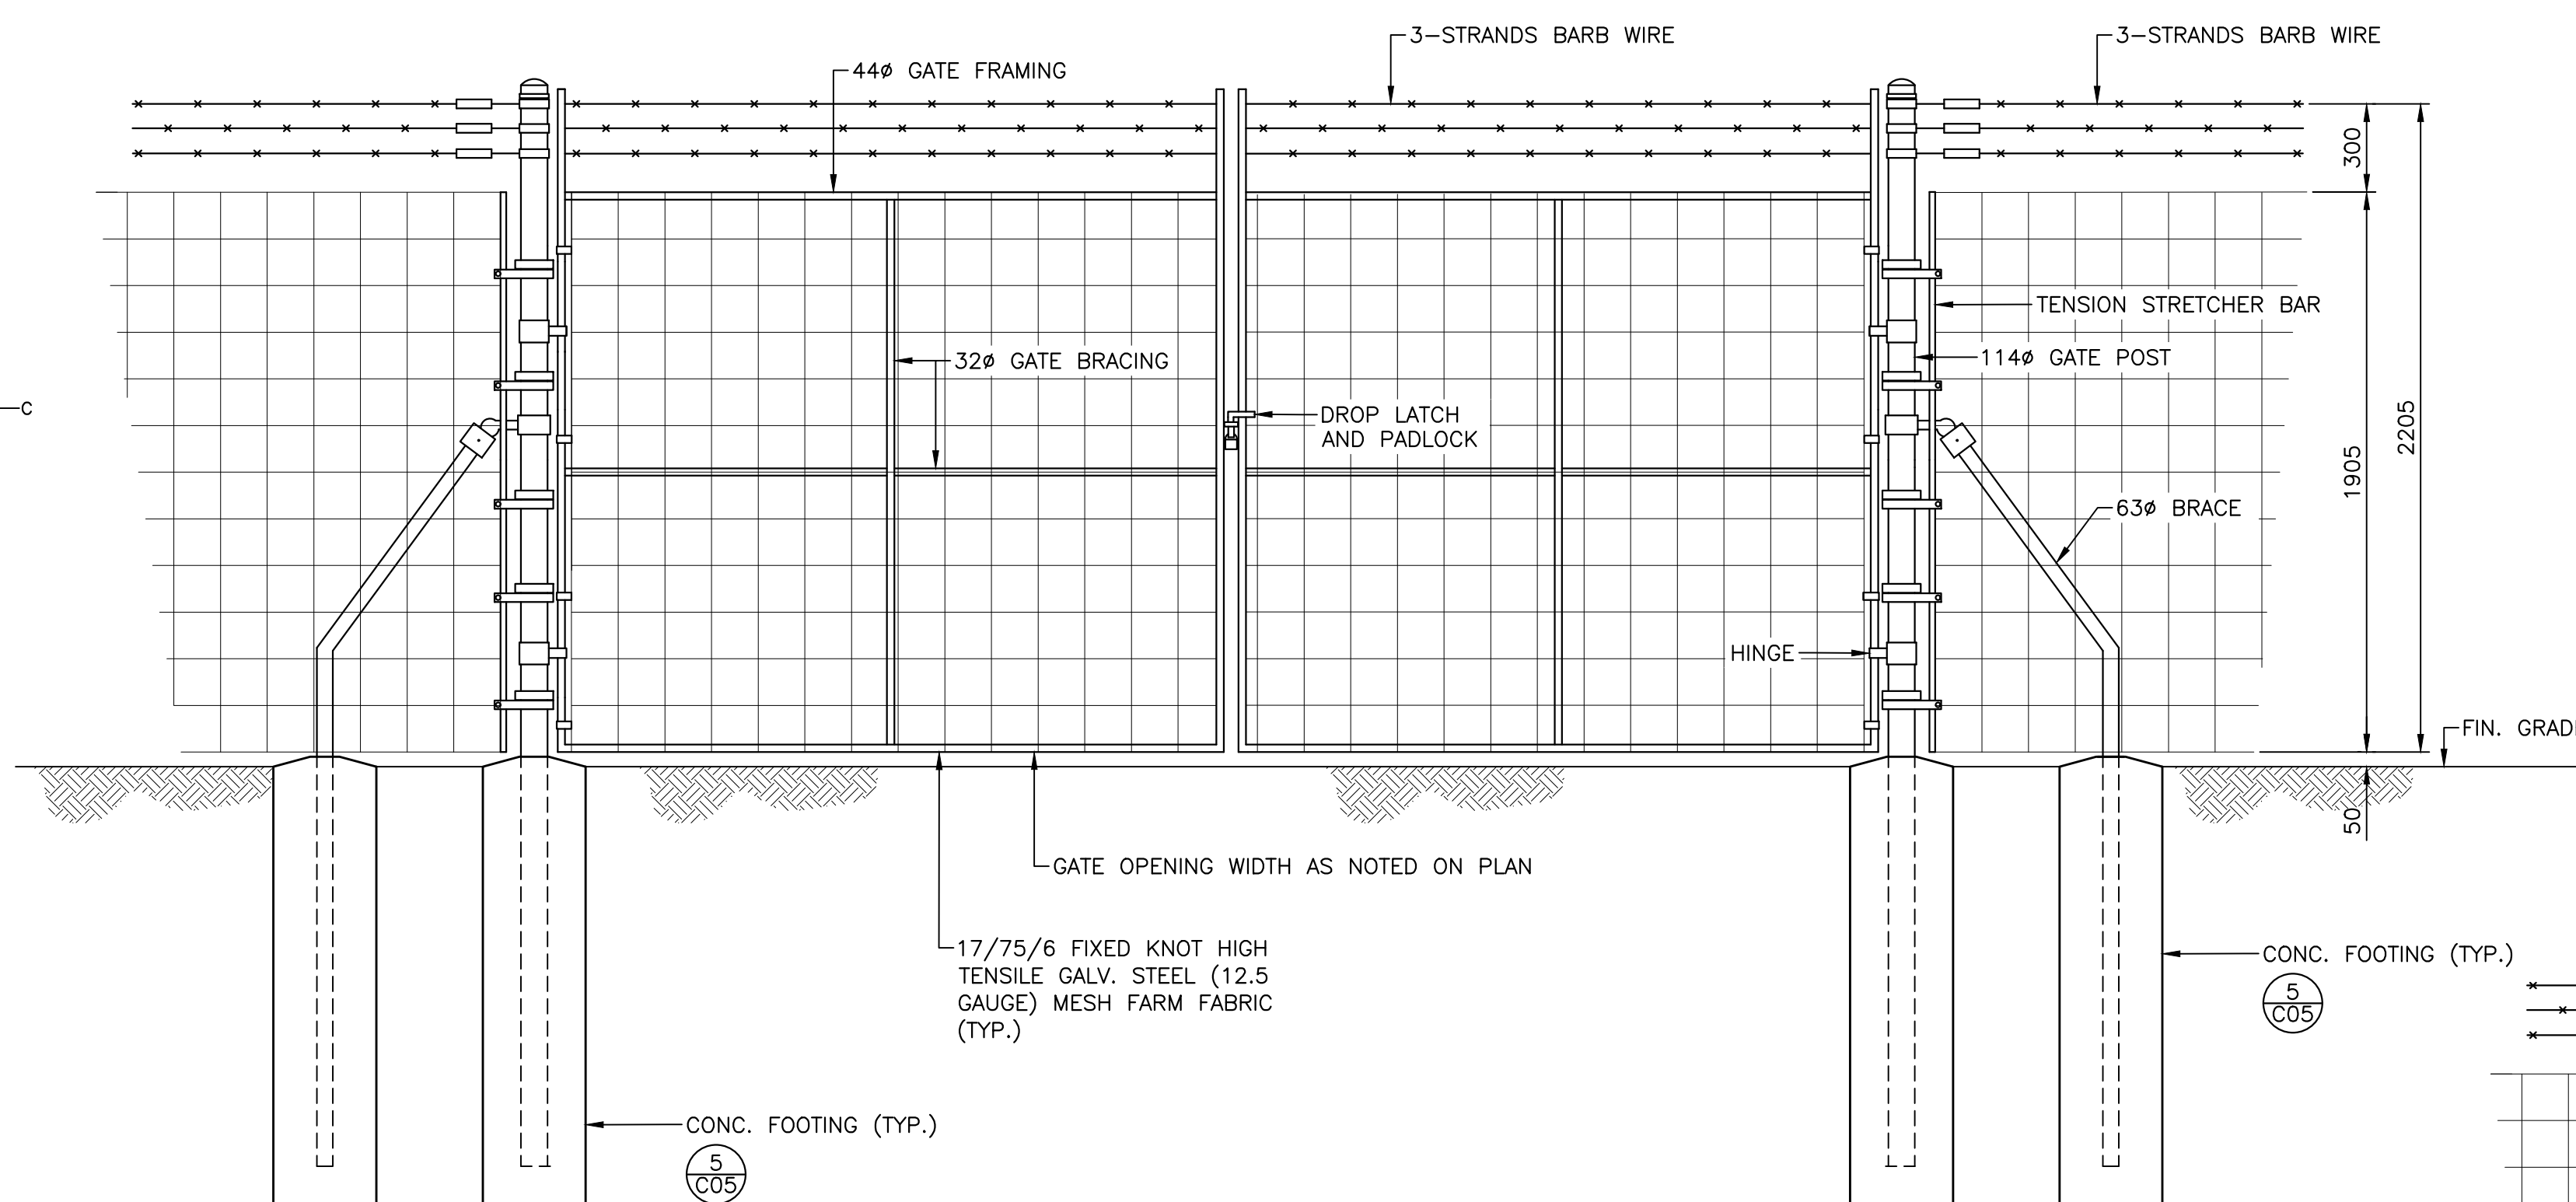 3-STRANDS BARB WIRE
3-STRANDS BARB WIRE
44ø GATE FRAMING
300
TENSION STRETCHER BAR
32ø GATE BRACING
114ø GATE POST
C
DROP LATCH
AND PADLOCK
2205
1905
63ø BRACE
HINGE
FIN. GRAD
50
GATE OPENING WIDTH AS NOTED ON PLAN
17/75/6 FIXED KNOT HIGH
TENSILE GALV. STEEL (12.5
GAUGE) MESH FARM FABRIC
(TYP.)
CONC. FOOTING (TYP.)
5
C05
CONC. FOOTING (TYP.)
5
C05